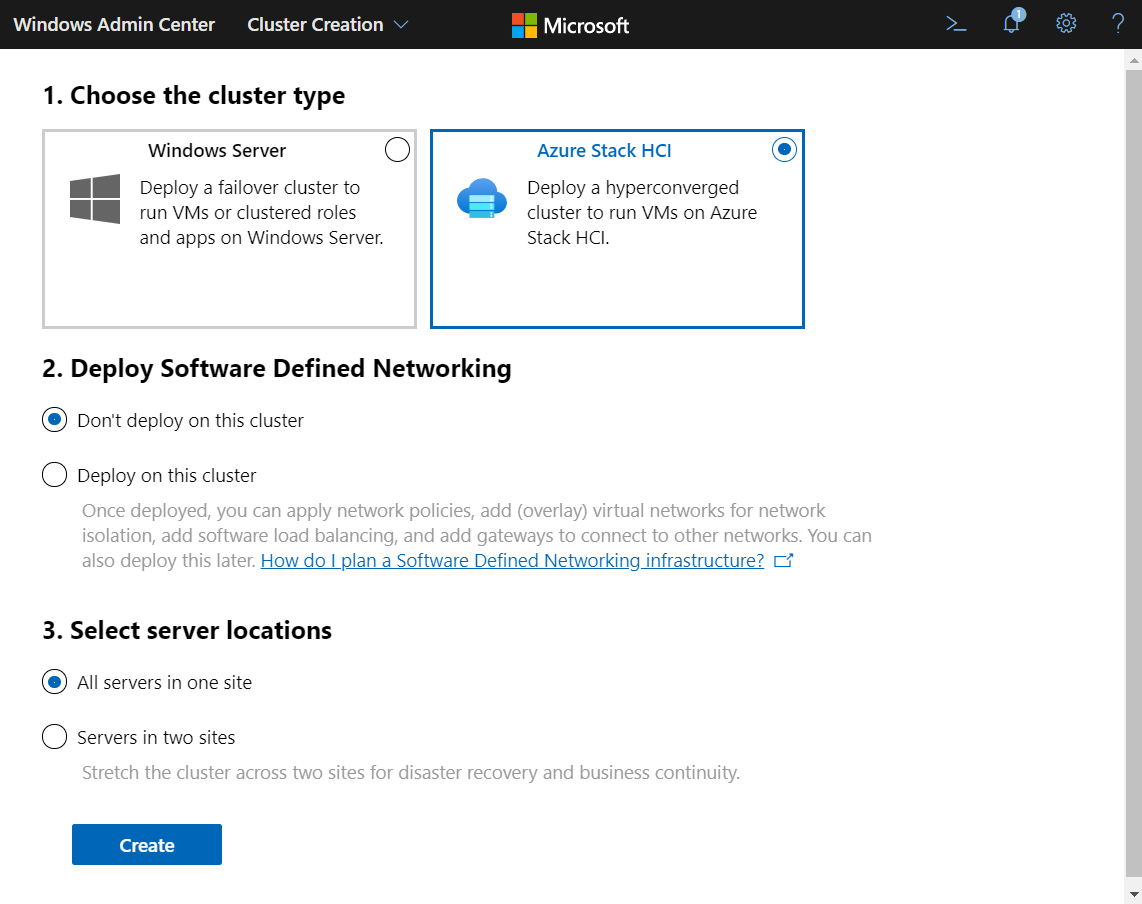 Windows Admin Center Cluster Creation Microsoft 1 ?
1. Choose the cluster type
Windows Server
Deploy a failover cluster to
run VMs or clustered roles
and apps on Windows Server.
Azure Stack HCI
Deploy a hyperconverged
cluster to run VMs on Azure
Stack HCI.
2. Deploy Software Defined Networking
Don't deploy on this cluster
Deploy on this cluster
Once deployed, you can apply network policies, add (overlay) virtual networks for network
isolation, add software load balancing, and add gateways to connect to other networks. You can
also deploy this later. How do I plan a Software Defined Networking infrastructure?
3. Select server locations
All servers in one site
Servers in two sites
Stretch the cluster across two sites for disaster recovery and business continuity.
Create